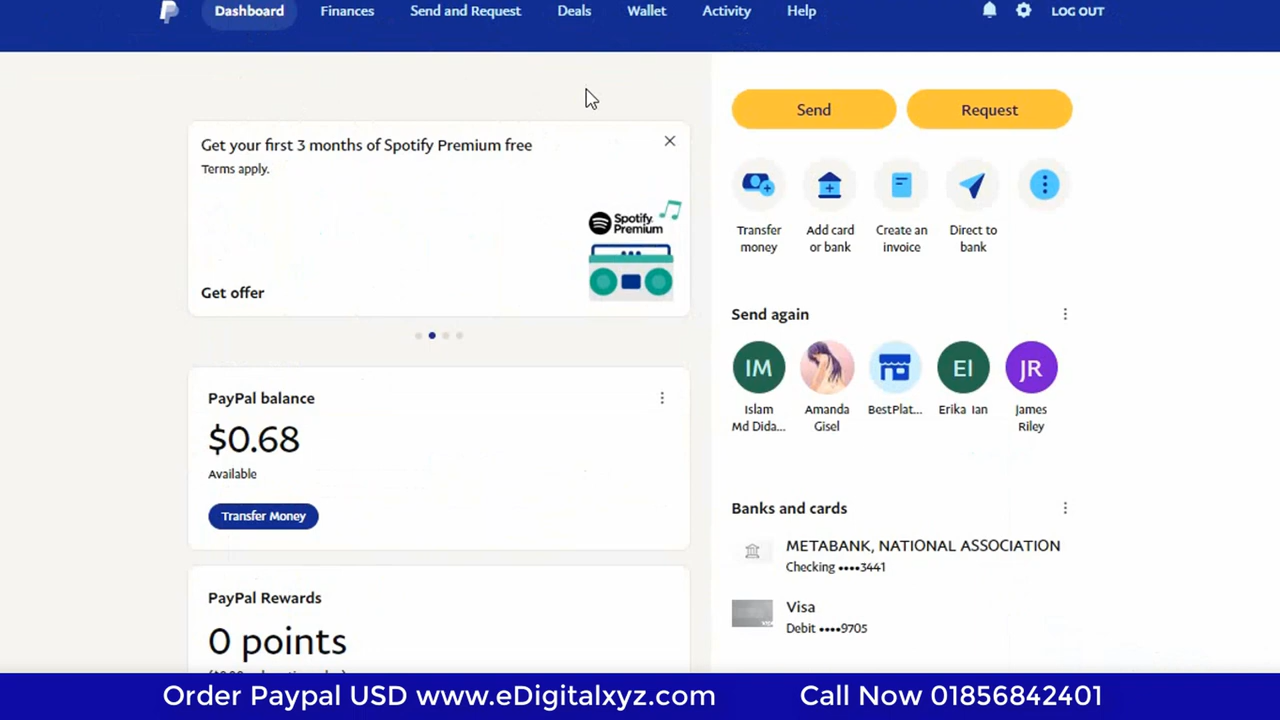 Dashboard
Finances
Send and Request
Deals
Wallet
Activity
Help
LOG OUT
Get your first 3 months of Spotify Premium free
Terms apply.
Spotify
Premium
Get offer
PayPal balance
$0.68
Available
Transfer Money
PayPal Rewards
0 points
Send
Request
Transfer
money
Add card
or bank
Create an
invoice
Direct to
bank
Send again
IM
Islam
Md Dida...
Amanda
Gisel
BestPlat...
EI
Erika Ian
JR
James
Riley
Banks and cards
METABANK, NATIONAL ASSOCIATION
Checking ••••3441
Visa
Debit ••••9705
Order Paypal USD www.eDigitalxyz.com
Call Now 01856842401